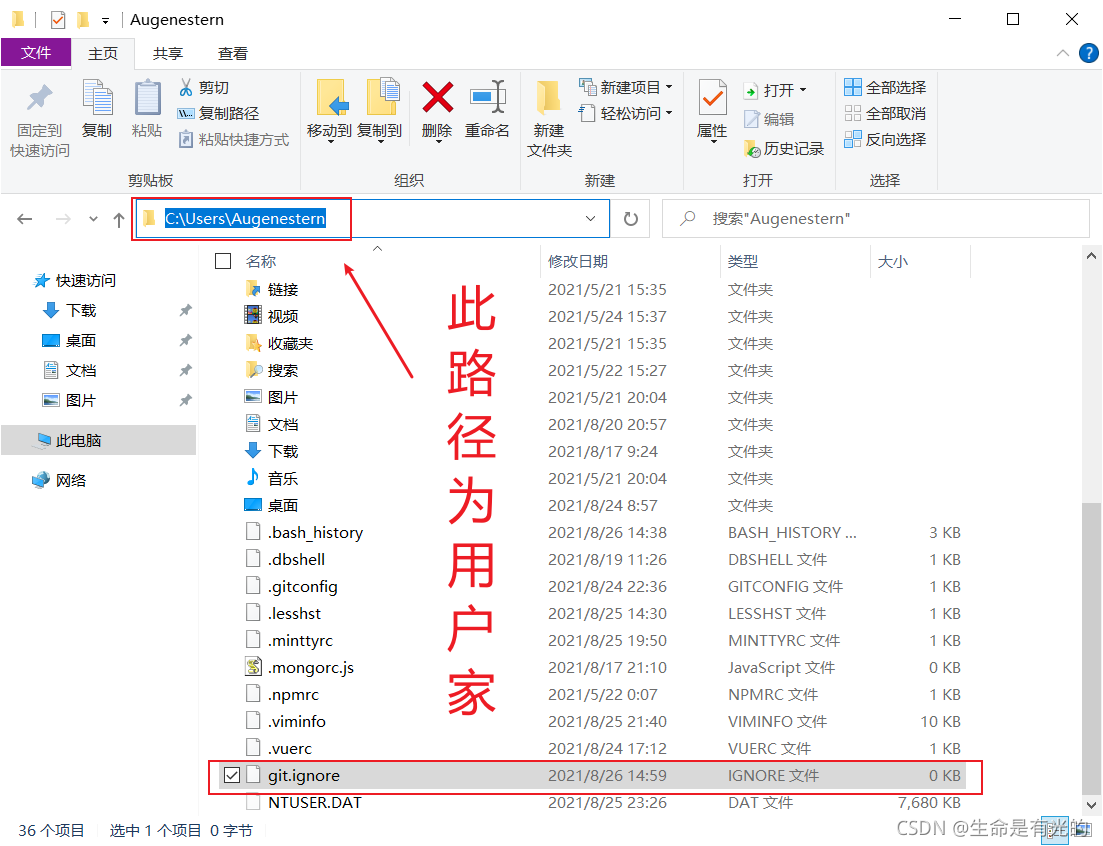 Augenestern
文件 主页 共享 查看
固定到快速访问
复制
粘贴
剪切
复制路径
粘贴快捷方式
剪贴板
移动到 复制到 删除 重命名
组织
新建文件夹
新建项目
轻松访问
新建
属性
打开
编辑
历史记录
打开
全部选择
全部取消
反向选择
选择
C:\Users\Augenestern
搜索"Augenestern"
快速访问
下载
桌面
文档
图片
此电脑
网络
名称 修改日期 类型 大小
链接 2021/5/21 15:35 文件夹
视频 2021/5/24 15:37 文件夹
收藏夹 2021/5/21 15:35 文件夹
搜索 2021/5/22 15:27 文件夹
图片 2021/5/21 20:04 文件夹
文档 2021/8/20 20:57 文件夹
下载 2021/8/17 9:24 文件夹
音乐 2021/5/21 20:04 文件夹
桌面 2021/8/24 8:57 文件夹
.bash_history 2021/8/26 14:38 BASH_HISTORY ... 3 KB
.dbshell 2021/8/19 11:26 DBSHELL 文件 1 KB
.gitconfig 2021/8/24 22:36 GITCONFIG 文件 1 KB
.lesshst 2021/8/25 14:30 LESSHST 文件 1 KB
.minttyrc 2021/8/25 19:50 MINTTYRC 文件 1 KB
.mongorc.js 2021/8/17 21:10 JavaScript 文件 0 KB
.npmrc 2021/5/22 0:07 NPMRC 文件 1 KB
.viminfo 2021/8/25 21:40 VIMINFO 文件 10 KB
.vuerc 2021/8/24 17:12 VUERC 文件 1 KB
git.ignore 2021/8/26 14:59 IGNORE 文件 0 KB
NTUSER.DAT 2021/8/25 23:26 DAT 文件 7,680 KB
此路径为用户家
36 个项目 选中 1 个项目 0 字节
CSDN @生命是有光的